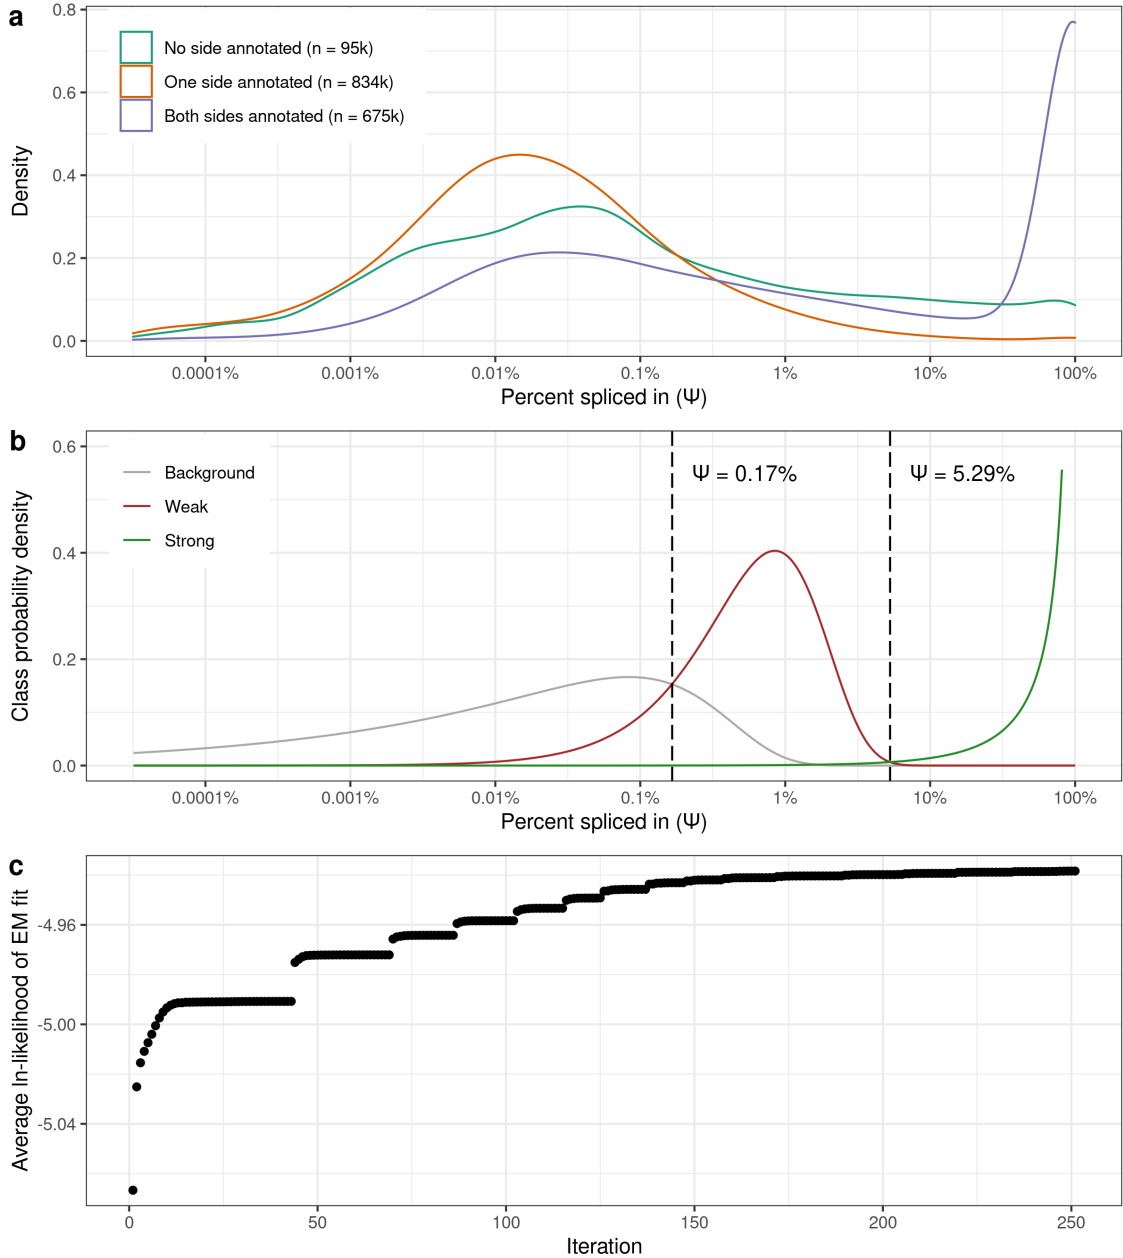 a
0.8
0.6
0.4
0.2
0.0
Density
No side annotated (n = 95k)
One side annotated (n = 834k)
Both sides annotated (n = 675k)
0.0001%
0.001%
0.01%
0.1%
1%
10%
100%
Percent spliced in (Ψ)
b
0.6
0.4
0.2
0.0
Class probability density
Background
Weak
Strong
Ψ = 0.17%
Ψ = 5.29%
0.0001%
0.001%
0.01%
0.1%
1%
10%
100%
Percent spliced in (Ψ)
c
-4.96
-5.00
-5.04
Average ln-likelihood of EM fit
0
50
100
150
200
250
Iteration